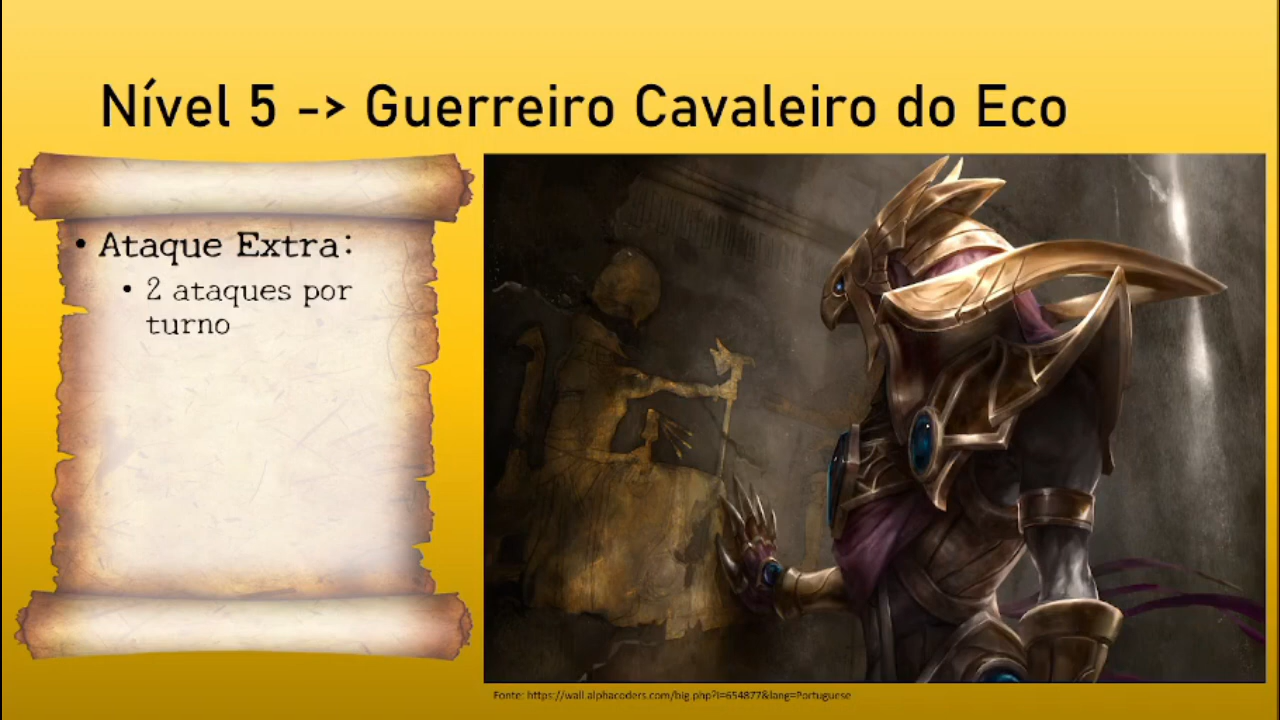 Nível 5 -> Guerreiro Cavaleiro do Eco
• Ataque Extra:
• 2 ataques por
turno
Fonte: https://wall.alphacoders.com/big.php?i=654877&lang=Portuguese